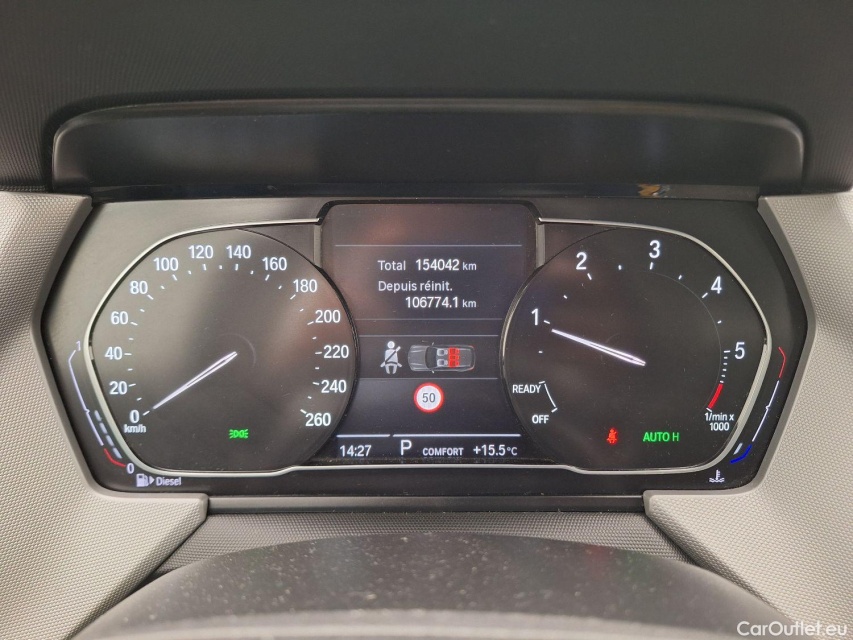 Total 154042 km
Depuis réinit.
106774.1 km
0 20 40 60 80 100 120 140 160 180 200 220 240 260
km/h
1
0
Diesel
50
14:27 P COMFORT +15.5°C
1 2 3 4 5
1/min x
1000
READY
OFF
AUTO H
CarOutlet.eu